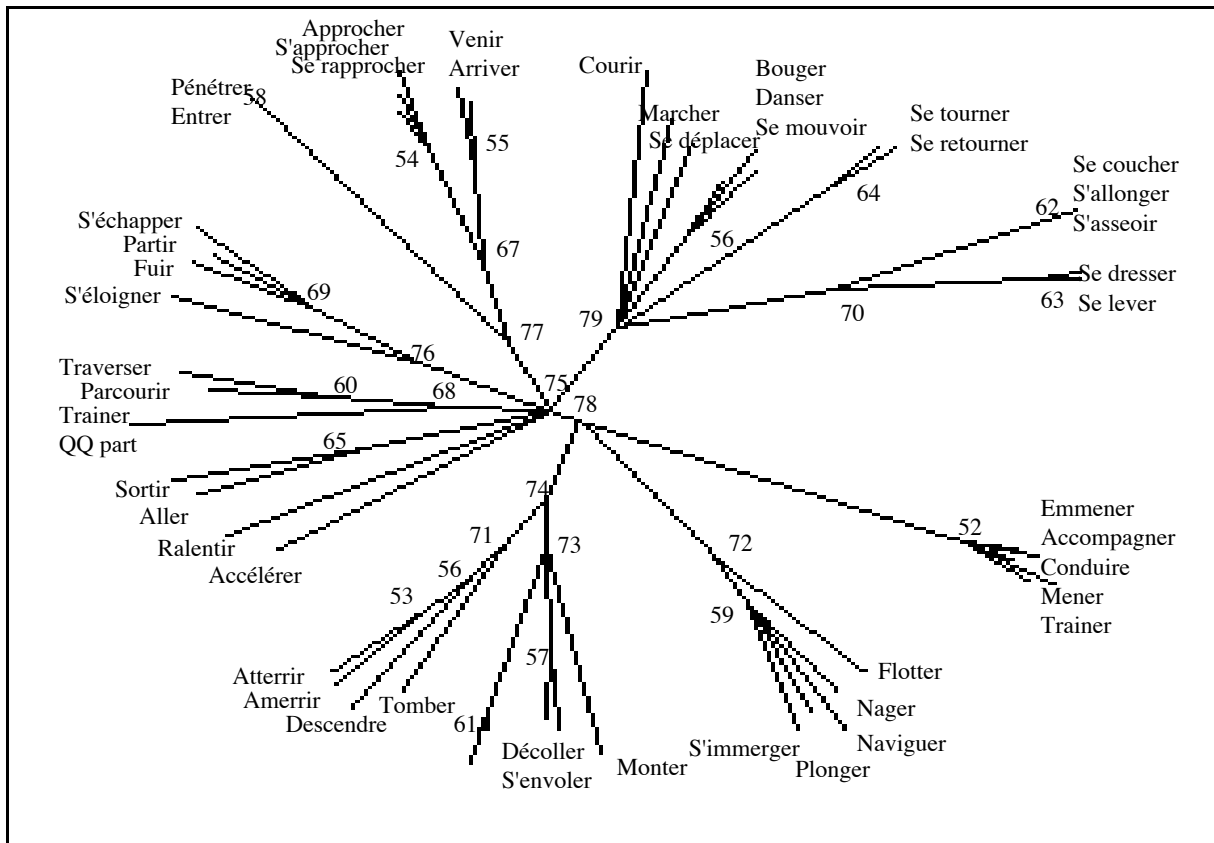 Approcher
S'approcher
Se rapprocher
Venir
Arriver
Courir
Bouger
Danser
Se mouvoir
Pénétrer
58
Entrer
Marcher
Se déplacer
Se tourner
Se retourner
54
55
56
64
Se coucher
S'allonger
S'asseoir
62
S'échapper
Partir
Fuir
S'éloigner
69
67
Se dresser
Se lever
63
70
79
77
76
Traverser
Parcourir
60
68
75
78
Trainer
QQ part
65
Sortir
Aller
Ralentir
Accélérer
74
71
73
72
52
Emmener
Accompagner
Conduire
Mener
Trainer
56
53
59
57
61
Atterrir
Amerrir
Descendre
Tomber
Décoller
S'envoler
Monter
S'immerger
Plonger
Naviguer
Nager
Flotter